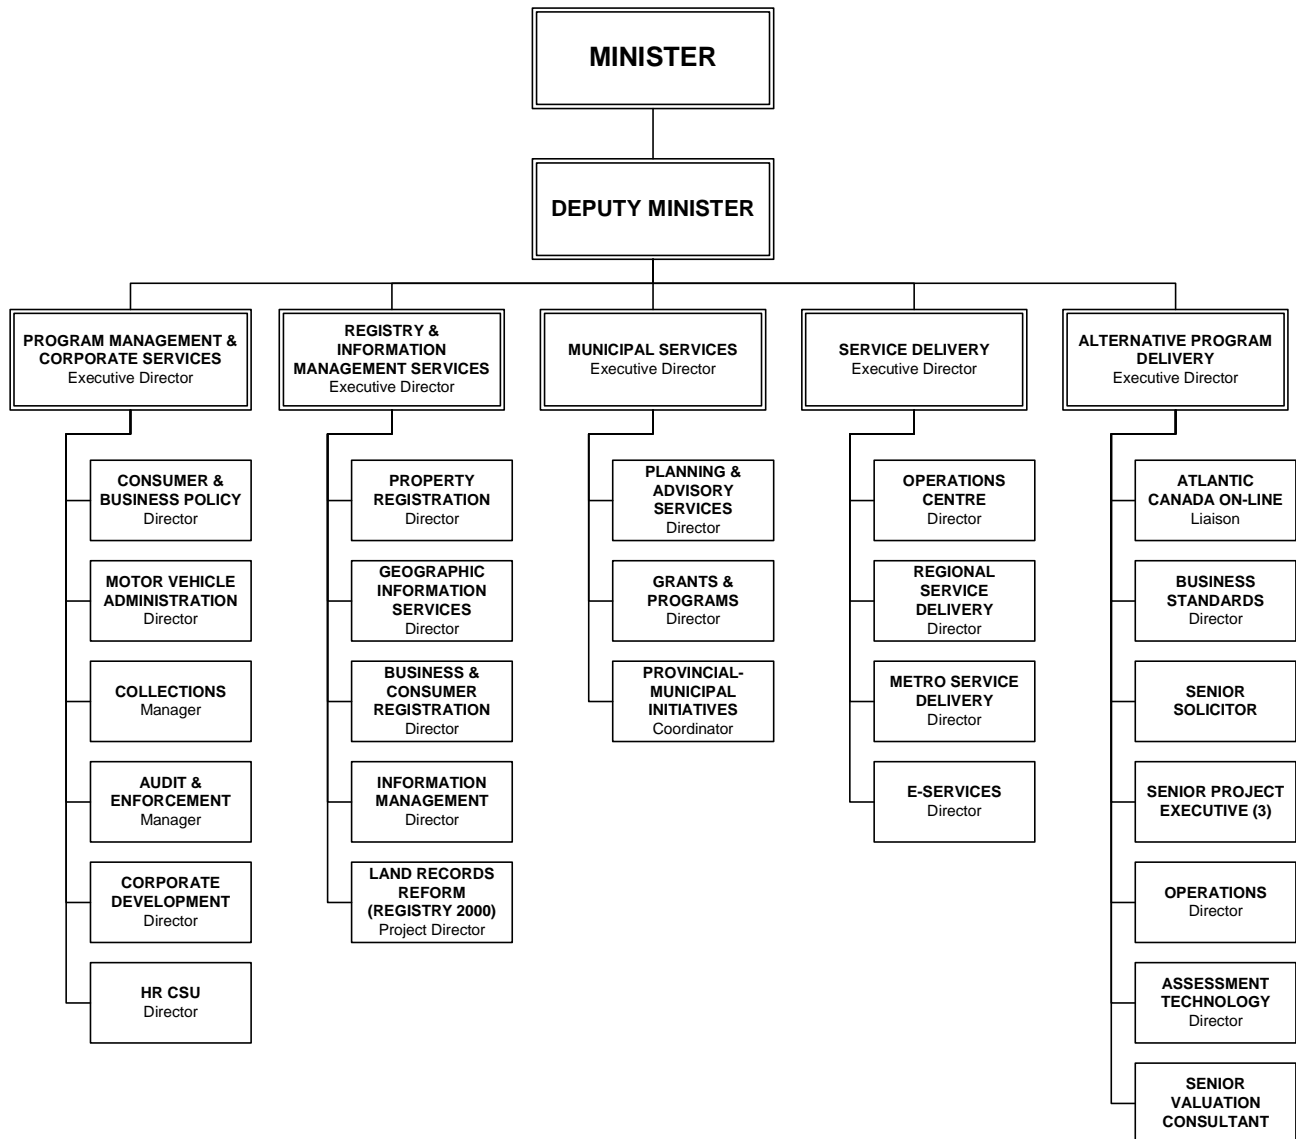 MINISTER
DEPUTY MINISTER
PROGRAM MANAGEMENT &
CORPORATE SERVICES
Executive Director
REGISTRY &
INFORMATION
MANAGEMENT SERVICES
Executive Director
MUNICIPAL SERVICES
Executive Director
SERVICE DELIVERY
Executive Director
ALTERNATIVE PROGRAM
DELIVERY
Executive Director
CONSUMER &
BUSINESS POLICY
Director
MOTOR VEHICLE
ADMINISTRATION
Director
COLLECTIONS
Manager
AUDIT &
ENFORCEMENT
Manager
CORPORATE
DEVELOPMENT
Director
HR CSU
Director
PROPERTY
REGISTRATION
Director
GEOGRAPHIC
INFORMATION
SERVICES
Director
BUSINESS &
CONSUMER
REGISTRATION
Director
INFORMATION
MANAGEMENT
Director
LAND RECORDS
REFORM
(REGISTRY 2000)
Project Director
PLANNING &
ADVISORY
SERVICES
Director
GRANTS &
PROGRAMS
Director
PROVINCIAL-
MUNICIPAL
INITIATIVES
Coordinator
OPERATIONS
CENTRE
Director
REGIONAL
SERVICE
DELIVERY
Director
METRO SERVICE
DELIVERY
Director
E-SERVICES
Director
ATLANTIC
CANADA ON-LINE
Liaison
BUSINESS
STANDARDS
Director
SENIOR
SOLICITOR
SENIOR PROJECT
EXECUTIVE (3)
OPERATIONS
Director
ASSESSMENT
TECHNOLOGY
Director
SENIOR
VALUATION
CONSULTANT